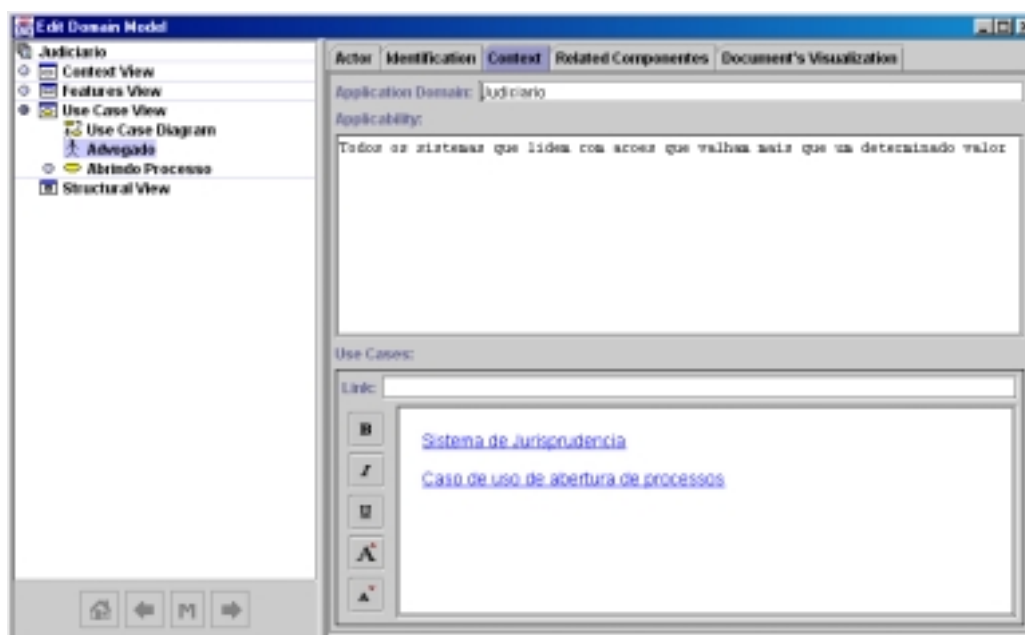 Edit Domain Model
Judiciario
Context View
Features View
Use Case View
Use Case Diagram
Advogado
Abrindo Processo
Structural View
Actor Identification Context Related Componentes Document's Visualization
Application Domain: Judiciario
Applicability:
Todos os sistemas que lidem com acoes que valham mais que um determinado valor
Use Cases:
Link:
B
Sistema de Jurisprudencia
I
Caso de uso de abertura de processos
U
A
A
M